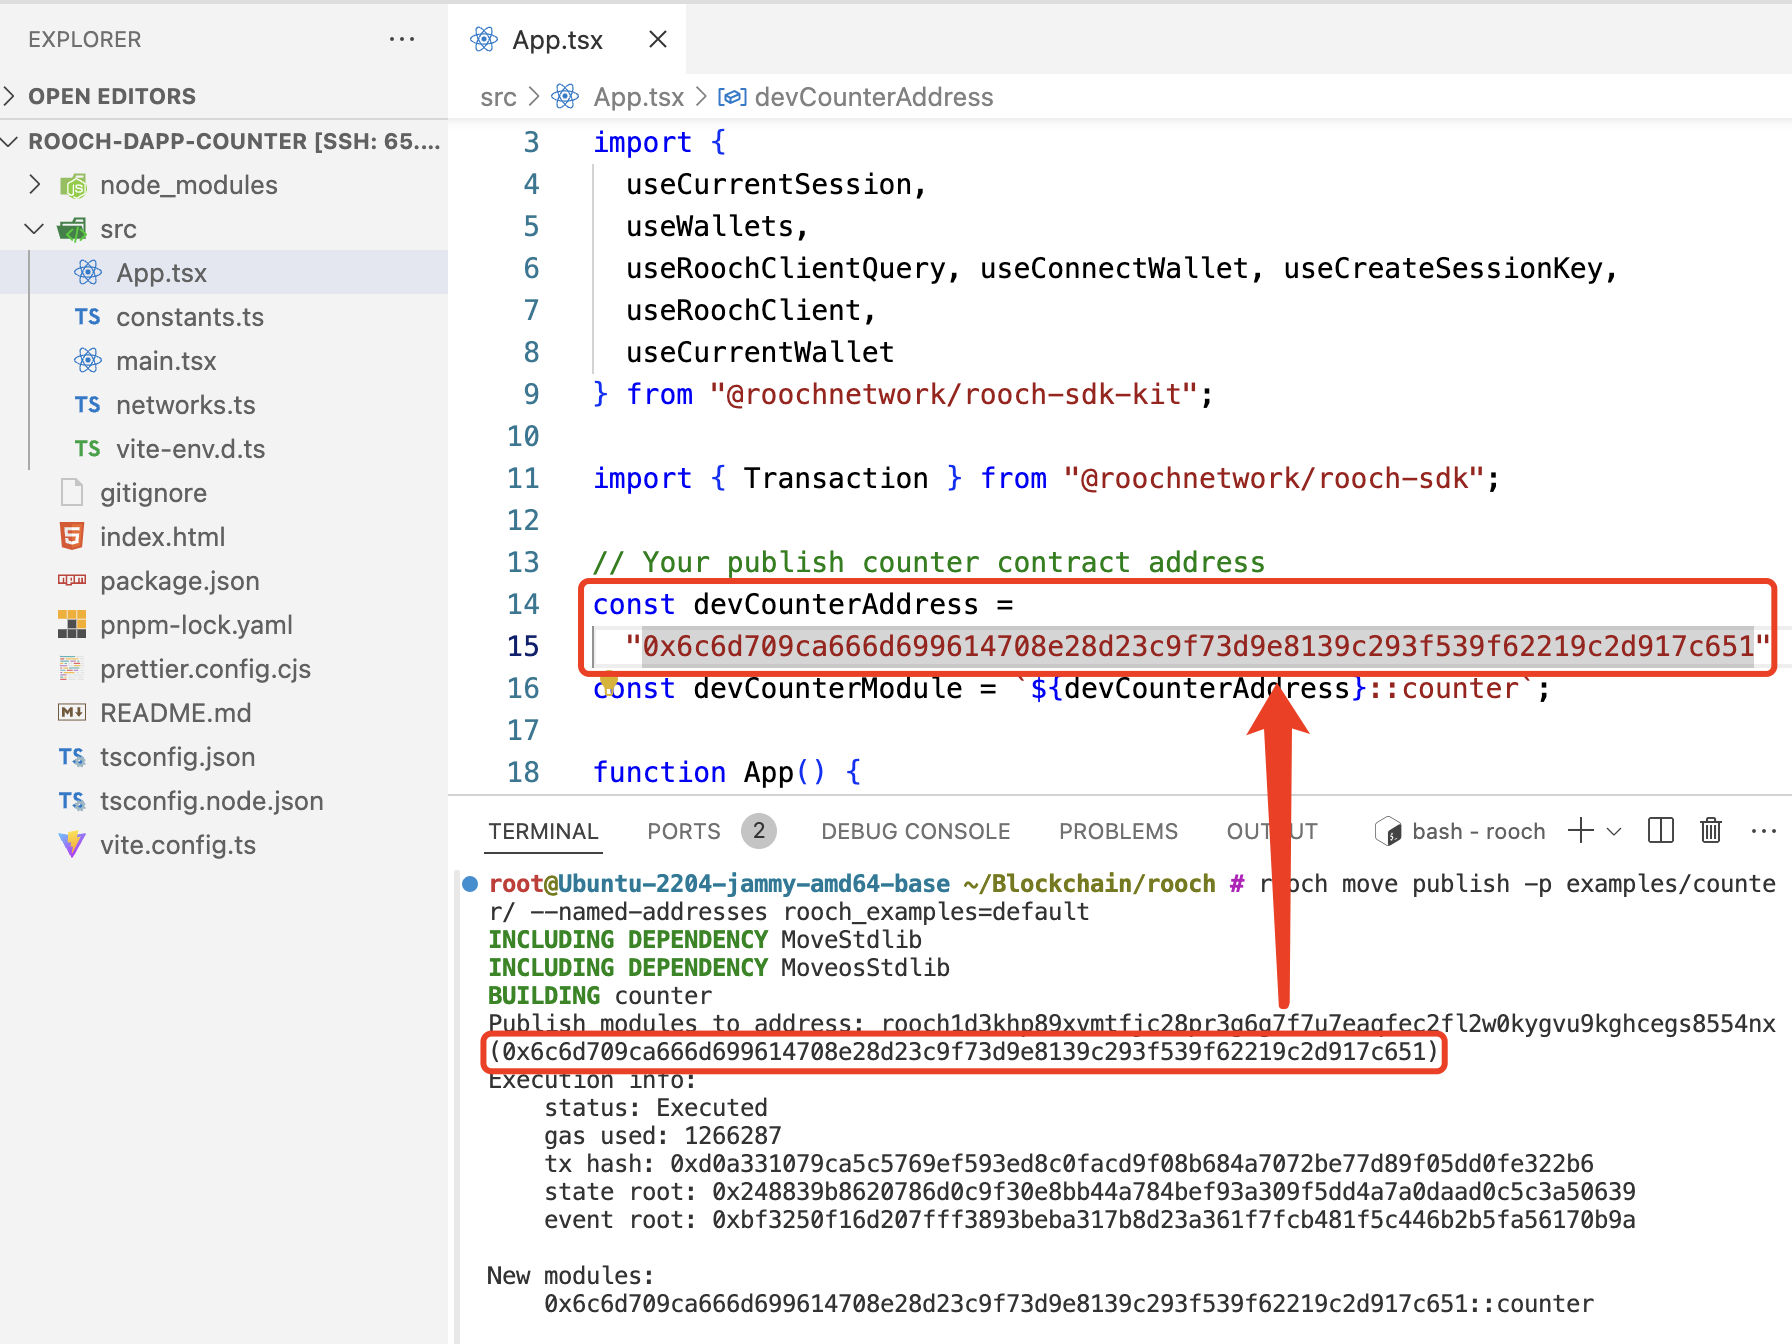 EXPLORER
OPEN EDITORS
ROOCH-DAPP-COUNTER [SSH: 65....
node_modules
src
App.tsx
TS constants.ts
main.tsx
TS networks.ts
TS vite-env.d.ts
gitignore
index.html
package.json
pnpm-lock.yaml
prettier.config.cjs
README.md
tsconfig.json
tsconfig.node.json
vite.config.ts
App.tsx
src > App.tsx > devCounterAddress
3 import {
4 useCurrentSession,
5 useWallets,
6 useRoochClientQuery, useConnectWallet, useCreateSessionKey,
7 useRoochClient,
8 useCurrentWallet
9 } from "@roochnetwork/rooch-sdk-kit";
10
11 import { Transaction } from "@roochnetwork/rooch-sdk";
12
13 // Your publish counter contract address
14 const devCounterAddress =
15 "0x6c6d709ca666d699614708e28d23c9f73d9e8139c293f539f62219c2d917c651"
16 const devCounterModule = `${devCounterAddress}::counter`;
17
18 function App() {
TERMINAL PORTS 2 DEBUG CONSOLE PROBLEMS OUTPUT bash - rooch
root@Ubuntu-2204-jammy-amd64-base ~/Blockchain/rooch # rooch move publish -p examples/counte
r/ --named-addresses rooch_examples=default
INCLUDING DEPENDENCY MoveStdlib
INCLUDING DEPENDENCY MoveosStdlib
BUILDING counter
Publish modules to address: rooch1d3khp89xvmtfjc28pr3g6g7f7u7eaqfec2fl2w0kygvu9kghcegs8554nx
(0x6c6d709ca666d699614708e28d23c9f73d9e8139c293f539f62219c2d917c651)
Execution info:
status: Executed
gas used: 1266287
tx hash: 0xd0a331079ca5c5769ef593ed8c0facd9f08b684a7072be77d89f05dd0fe322b6
state root: 0x248839b8620786d0c9f30e8bb44a784bef93a309f5dd4a7a0daad0c5c3a50639
event root: 0xbf3250f16d207fff3893beba317b8d23a361f7fcb481f5c446b2b5fa56170b9a
New modules:
0x6c6d709ca666d699614708e28d23c9f73d9e8139c293f539f62219c2d917c651::counter